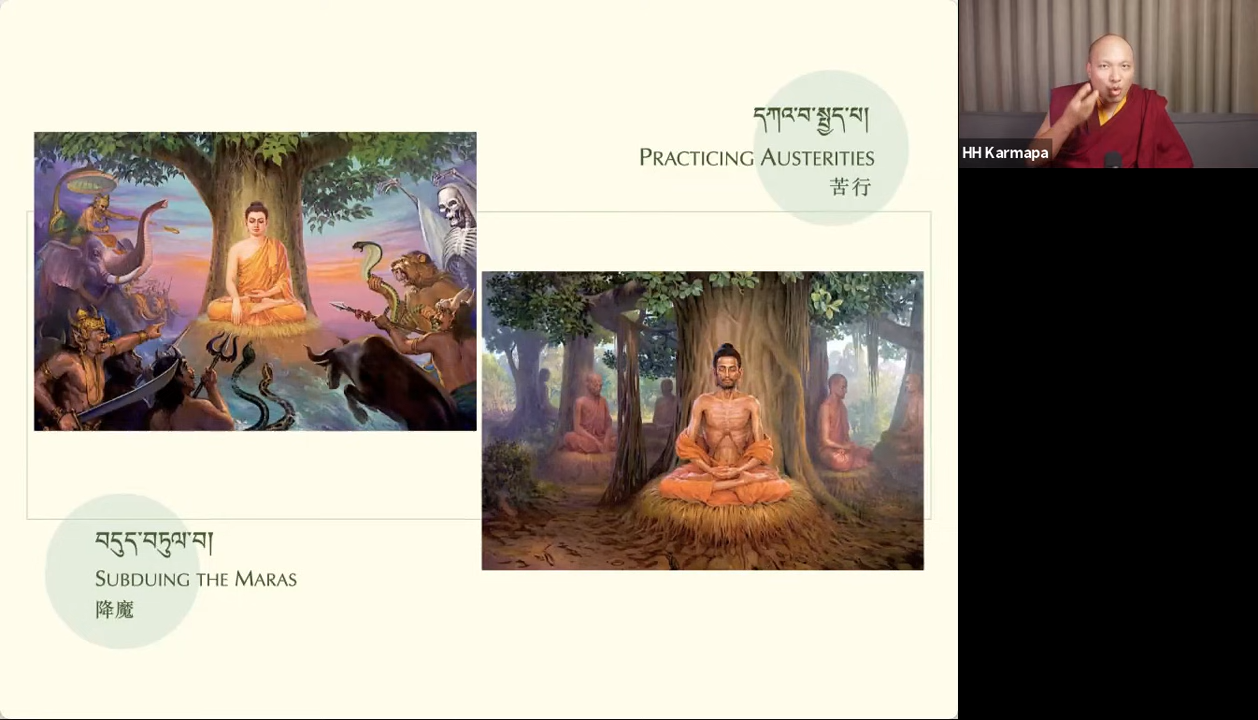 དཀའ་བ་སྤྱད་པ།
PRACTICING AUSTERITIES
苦行
HH Karmapa
བདུད་བཏུལ་བ།
SUBDUING THE MARAS
降魔